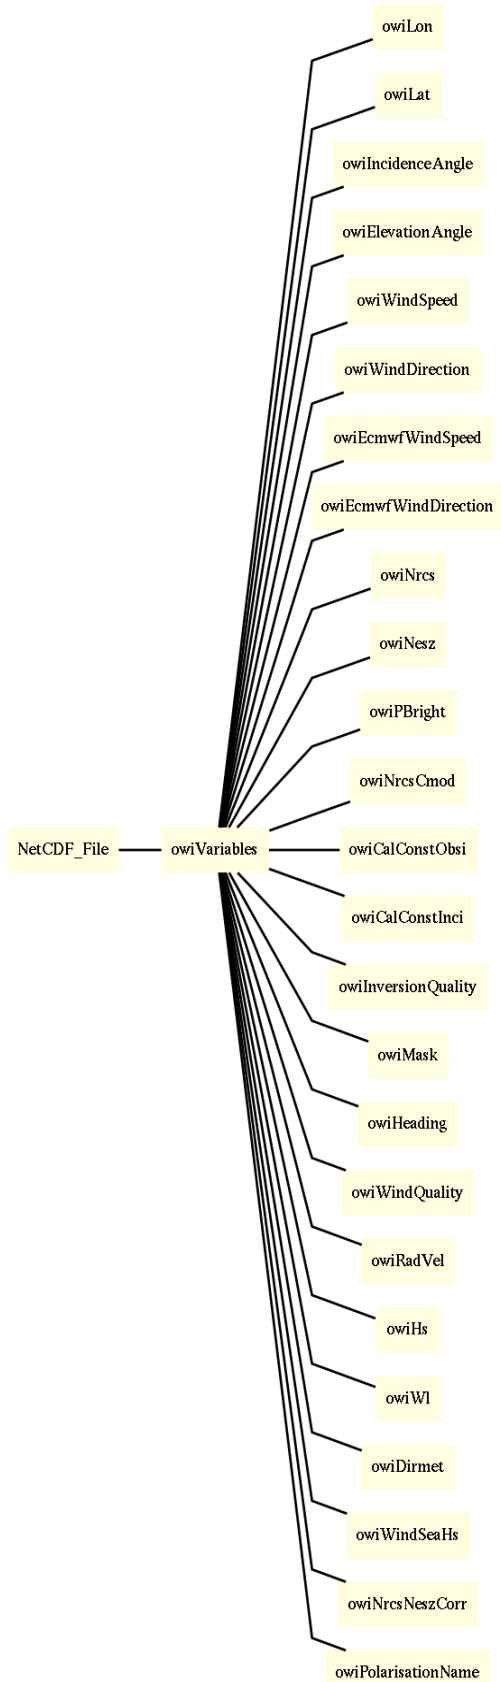 owiLon
owiLat
owiIncidenceAngle
owiElevationAngle
owiWindSpeed
owiWindDirection
owiEcmwfWindSpeed
owiEcmwfWindDirection
owiNrcs
owiNesz
owiPBright
owiNrcsCmod
NetCDF_File
owiVariables
owiCalConstObsi
owiCalConstInci
owiInversionQuality
owiMask
owiHeading
owiWindQuality
owiRadVel
owiHs
owiWl
owiDirmet
owiWindSeaHs
owiNrcsNeszCorr
owiPolarisationName